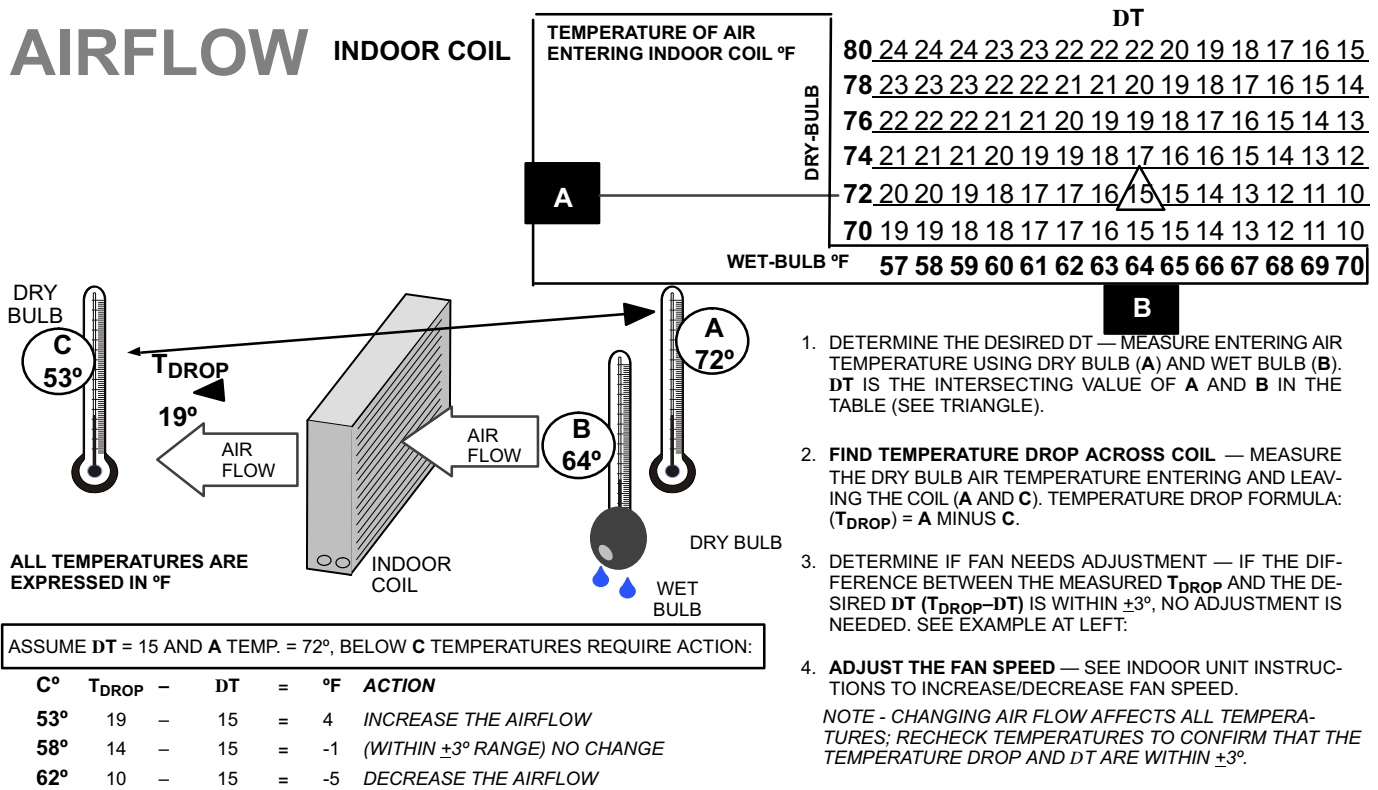 AIRFLOW INDOOR COIL
TEMPERATURE OF AIR
ENTERING INDOOR COIL ºF
DT
DRY-BULB
80 24 24 24 23 23 22 22 22 20 19 18 17 16 15
78 23 23 23 22 22 21 21 20 19 18 17 16 15 14
76 22 22 22 21 21 20 19 19 18 17 16 15 14 13
74 21 21 21 20 19 19 18 17 16 16 15 14 13 12
A
72 20 20 19 18 17 17 16 15 15 14 13 12 11 10
70 19 19 18 18 17 17 16 15 15 14 13 12 11 10
WET-BULB ºF 57 58 59 60 61 62 63 64 65 66 67 68 69 70
B
DRY
BULB
C
53º
TDROP
19º
AIR
FLOW
AIR
FLOW
A
72º
B
64º
DRY BULB
WET
BULB
INDOOR
COIL
ALL TEMPERATURES ARE
EXPRESSED IN ºF
ASSUME DT = 15 AND A TEMP. = 72º, BELOW C TEMPERATURES REQUIRE ACTION:
Cº TDROP – DT = ºF ACTION
53º 19 – 15 = 4 INCREASE THE AIRFLOW
58º 14 – 15 = -1 (WITHIN +3º RANGE) NO CHANGE
62º 10 – 15 = -5 DECREASE THE AIRFLOW
1. DETERMINE THE DESIRED DT — MEASURE ENTERING AIR
TEMPERATURE USING DRY BULB (A) AND WET BULB (B).
DT IS THE INTERSECTING VALUE OF A AND B IN THE
TABLE (SEE TRIANGLE).
2. FIND TEMPERATURE DROP ACROSS COIL — MEASURE
THE DRY BULB AIR TEMPERATURE ENTERING AND LEAV-
ING THE COIL (A AND C). TEMPERATURE DROP FORMULA:
(TDROP) = A MINUS C.
3. DETERMINE IF FAN NEEDS ADJUSTMENT — IF THE DIF-
FERENCE BETWEEN THE MEASURED TDROP AND THE DE-
SIRED DT (TDROP–DT) IS WITHIN +3º, NO ADJUSTMENT IS
NEEDED. SEE EXAMPLE AT LEFT:
4. ADJUST THE FAN SPEED — SEE INDOOR UNIT INSTRUC-
TIONS TO INCREASE/DECREASE FAN SPEED.
NOTE - CHANGING AIR FLOW AFFECTS ALL TEMPERA-
TURES; RECHECK TEMPERATURES TO CONFIRM THAT THE
TEMPERATURE DROP AND DT ARE WITHIN +3º.